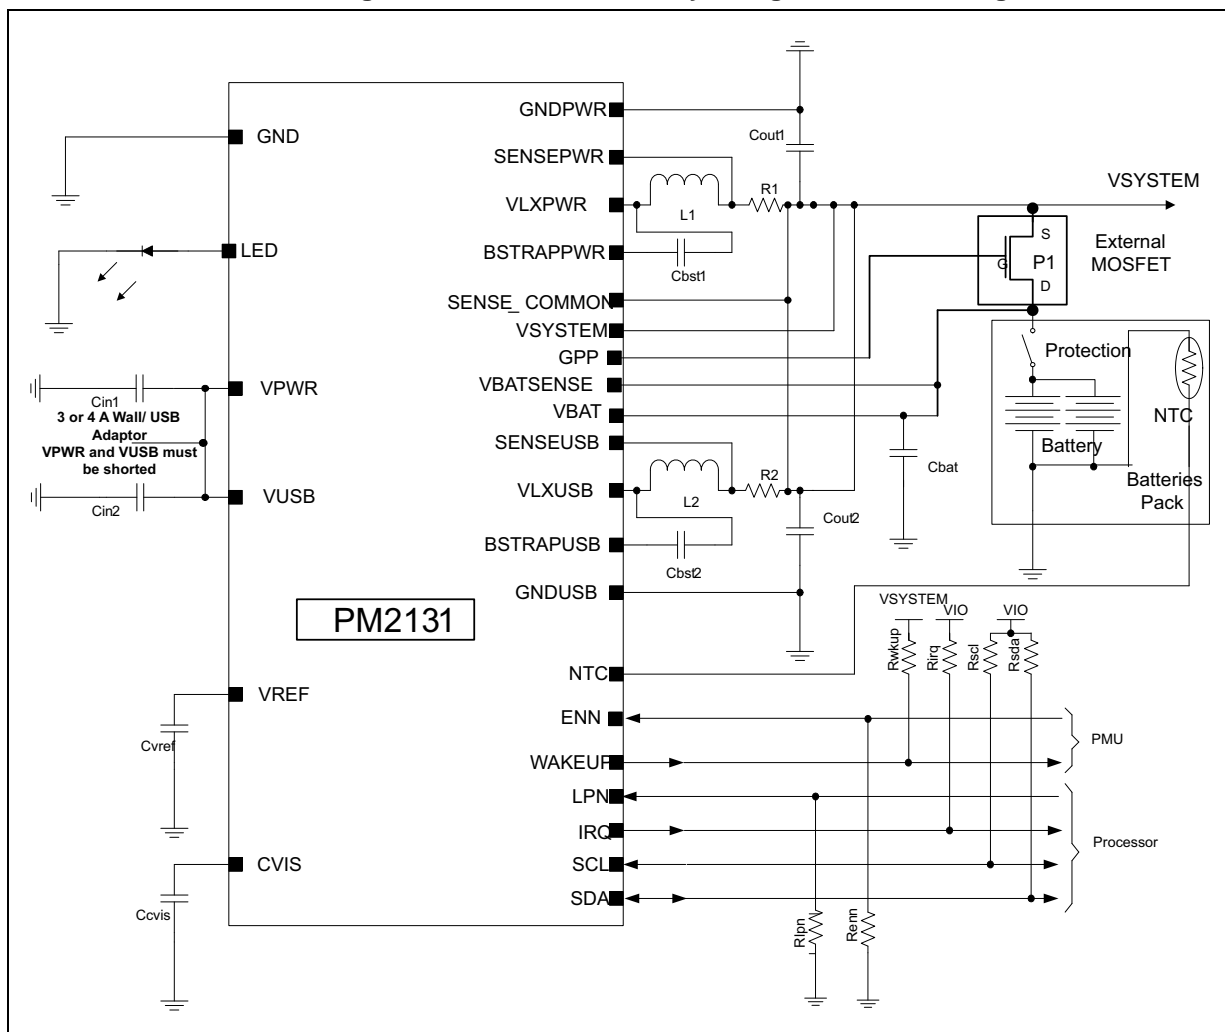 GND
LED
VPWR
Cin1
3 or 4 A Wall/ USB
Adaptor
VPWR and VUSB must
be shorted
VUSB
Cin2
PM2131
VREF
Cvref
CVIS
Ccvis
GNDPWR
SENSEPWR
VLXPWR
BSTRAPPWR
SENSE_ COMMON
VSYSTEM
GPP
VBATSENSE
VBAT
SENSEUSB
VLXUSB
BSTRAPUSB
GNDUSB
NTC
ENN
WAKEUP
LPN
IRQ
SCL
SDA
Cout1
R1
L1
Cbst1
VSYSTEM
S
G
P1
D
External
MOSFET
Protection
NTC
Battery
Batteries
Pack
Cbat
R2
L2
Cout2
Cbst2
VSYSTEM
VIO
VIO
Rwkup
Rirq
Rscl
Rsda
PMU
Processor
Rlpn
Renn